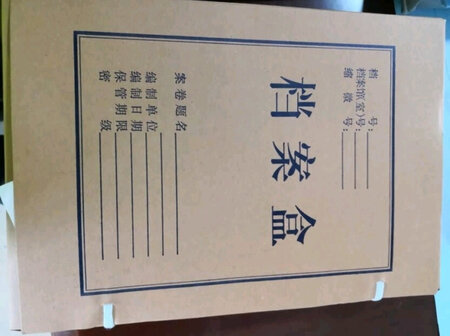 档 号:
档案馆(室)号:
缩 微 号:
档案盒
案卷题名
编制单位
编制日期
保管期限
密 级